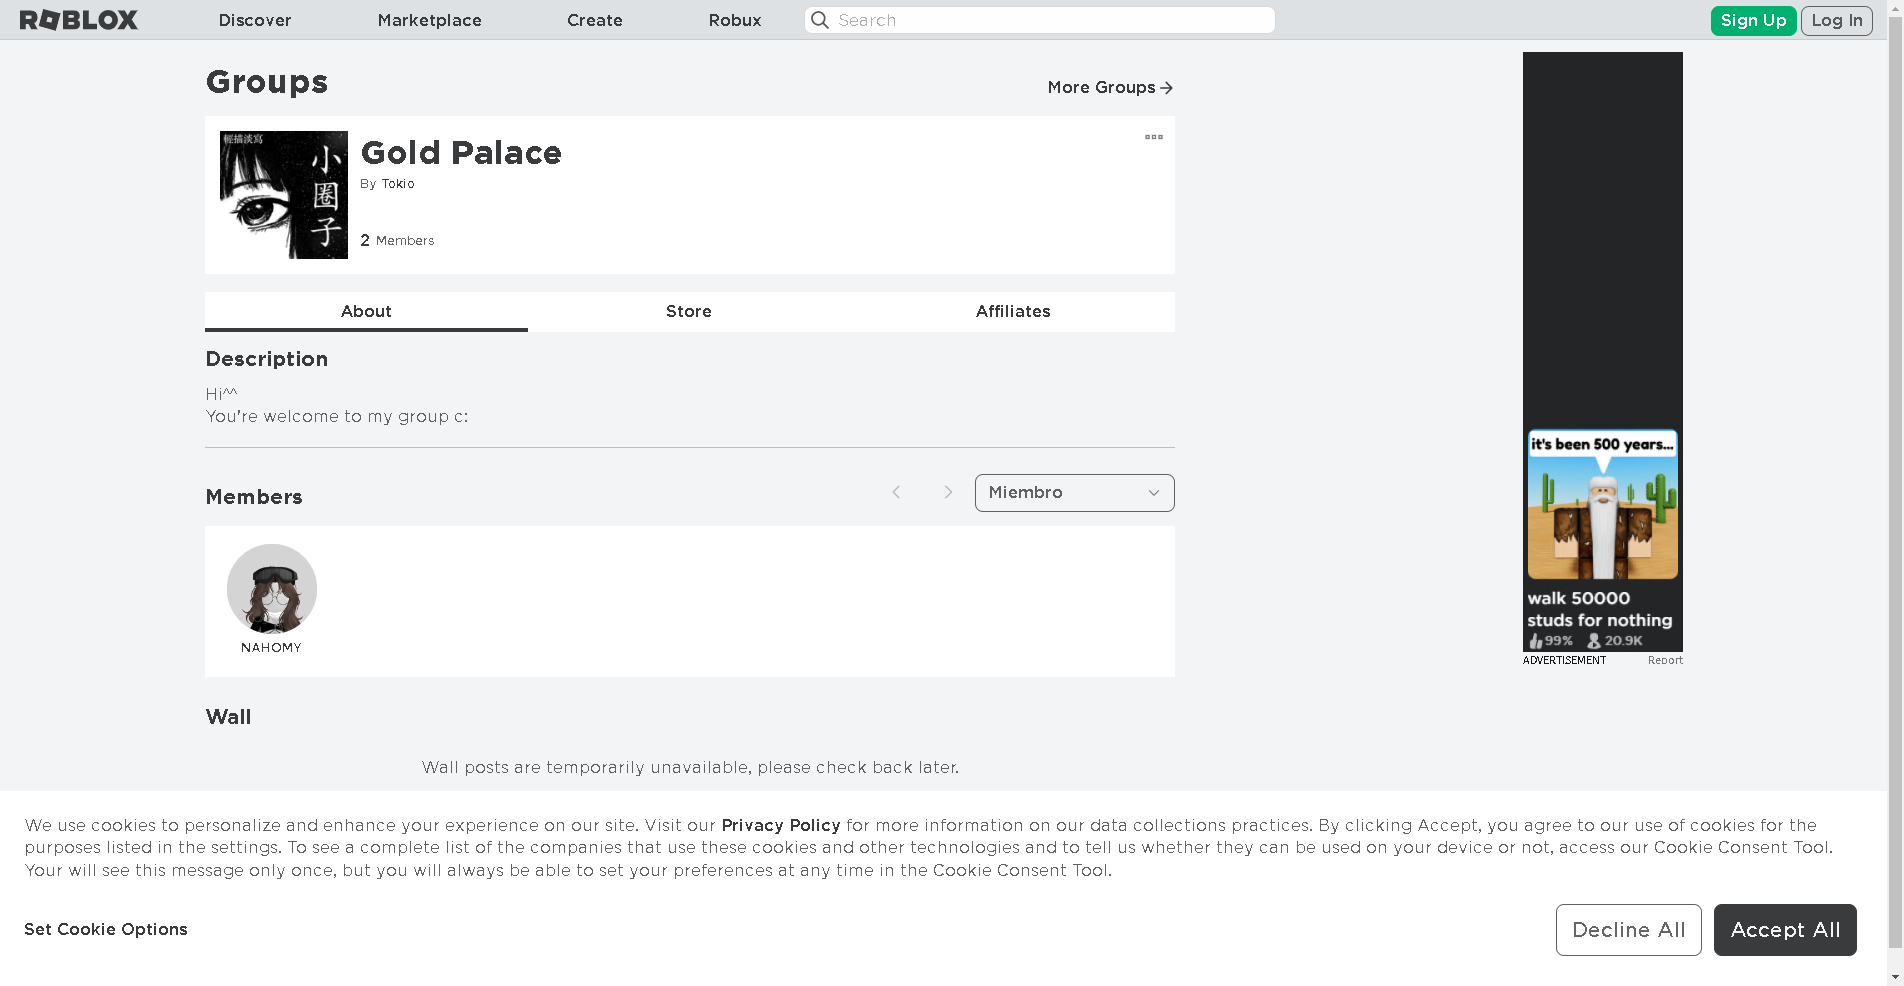 ROBLOX
Discover
Marketplace
Create
Robux
Search
Sign Up
Log In
Groups
More Groups
輕描淡寫
小圈子
Gold Palace
By Tokio
2 Members
About
Store
Affiliates
Description
Hi^^
You're welcome to my group c:
Members
Miembro
NAHOMY
Wall
Wall posts are temporarily unavailable, please check back later.
it's been 500 years...
walk 50000
studs for nothing
99% 20.9K
ADVERTISEMENT
Report
We use cookies to personalize and enhance your experience on our site. Visit our Privacy Policy for more information on our data collections practices. By clicking Accept, you agree to our use of cookies for the
purposes listed in the settings. To see a complete list of the companies that use these cookies and other technologies and to tell us whether they can be used on your device or not, access our Cookie Consent Tool.
Your will see this message only once, but you will always be able to set your preferences at any time in the Cookie Consent Tool.
Set Cookie Options
Decline All
Accept All